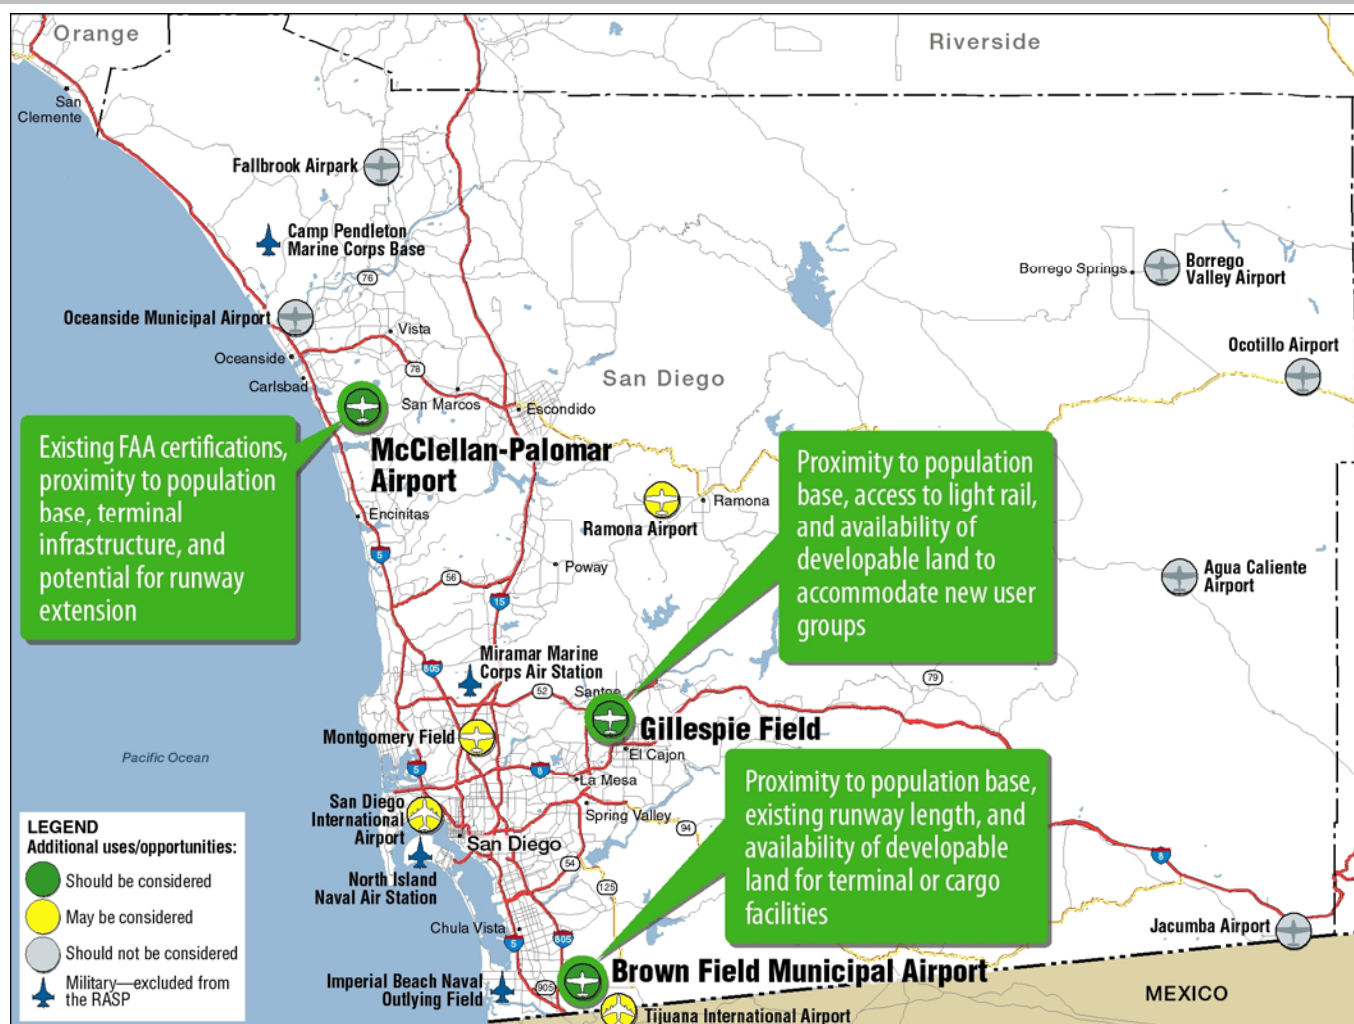 Orange
Riverside
San
Clemente
Fallbrook Airpark
Camp Pendleton
Marine Corps Base
76
Borrego Springs
Borrego
Valley Airport
Oceanside Municipal Airport
Vista
Oceanside
78
Ocotillo Airport
Carlsbad
San Diego
San Marcos
Escondido
McClellan-Palomar
Airport
Existing FAA certifications,
proximity to population
base, terminal
infrastructure, and
potential for runway
extension
Proximity to population
base, access to light rail,
and availability of
developable land to
accommodate new user
groups
Ramona
Ramona Airport
Encinitas
5
56
Poway
15
Agua Caliente
Airport
Miramar Marine
Corps Air Station
805
52
Santee
79
Gillespie Field
Montgomery Field
El Cajon
Pacific Ocean
5
8
La Mesa
Proximity to population base,
existing runway length, and
availability of developable
land for terminal or cargo
facilities
San Diego
International
Airport
Spring Valley
94
San Diego
8
54
North Island
Naval Air Station
125
Chula Vista
5
805
Jacumba Airport
Imperial Beach Naval
Outlying Field
905
Brown Field Municipal Airport
MEXICO
Tijuana International Airport
LEGEND
Additional uses/opportunities:
Should be considered
May be considered
Should not be considered
Military—excluded from
the RASP